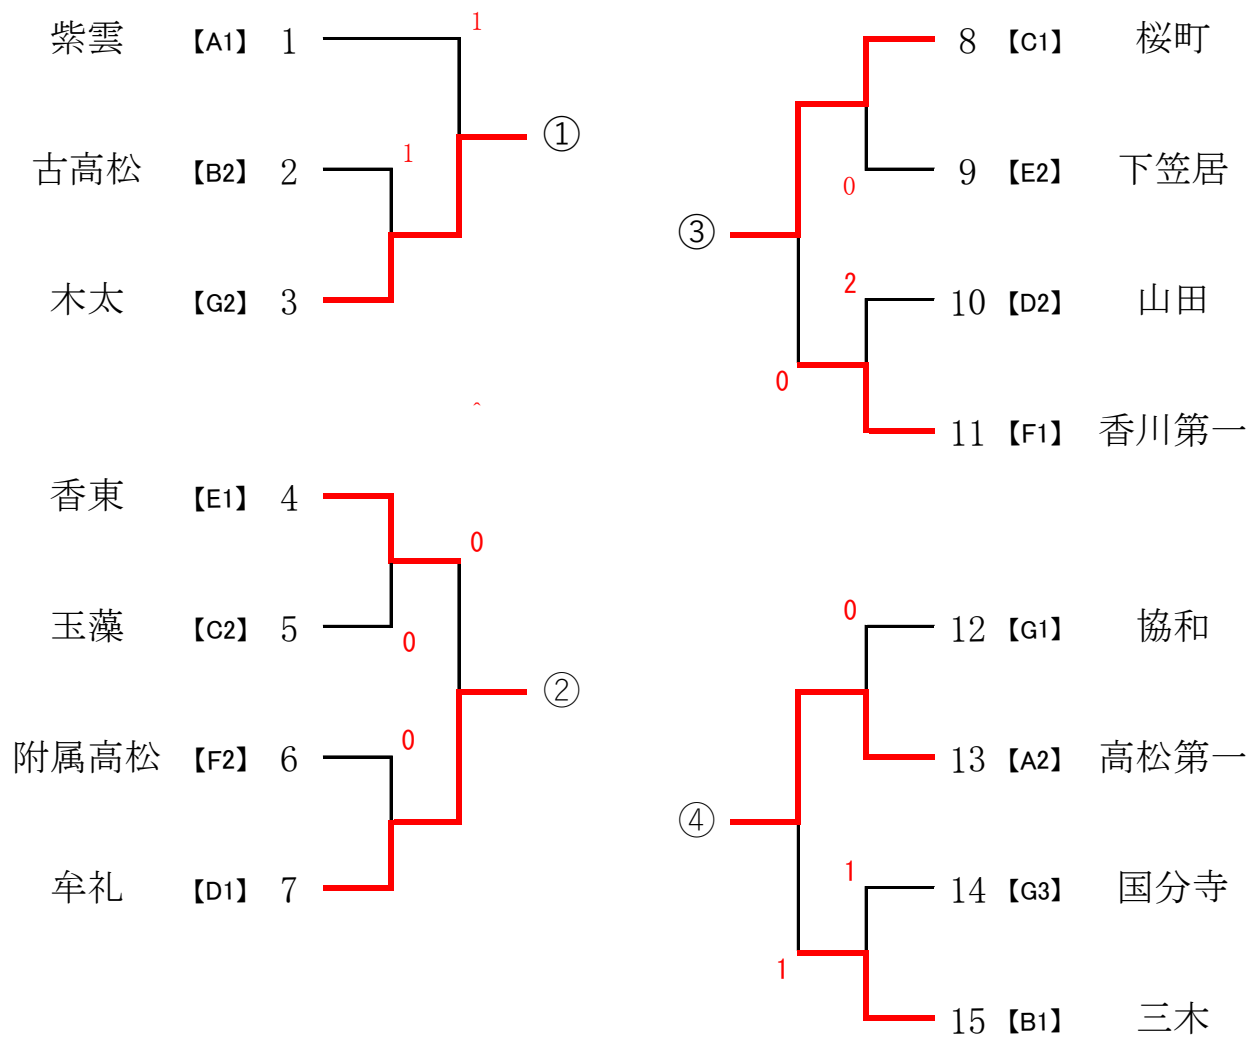 紫雲 【A1】 1
1
古高松 【B2】 2
1
①
木太 【G2】 3
^
香東 【E1】 4
0
玉藻 【C2】 5
0
②
附属高松 【F2】 6
0
牟礼 【D1】 7
8 【C1】 桜町
9 【E2】 下笠居
0
③
2
10 【D2】 山田
0
11 【F1】 香川第一
0
12 【G1】 協和
13 【A2】 高松第一
④
1
14 【G3】 国分寺
1
15 【B1】 三木